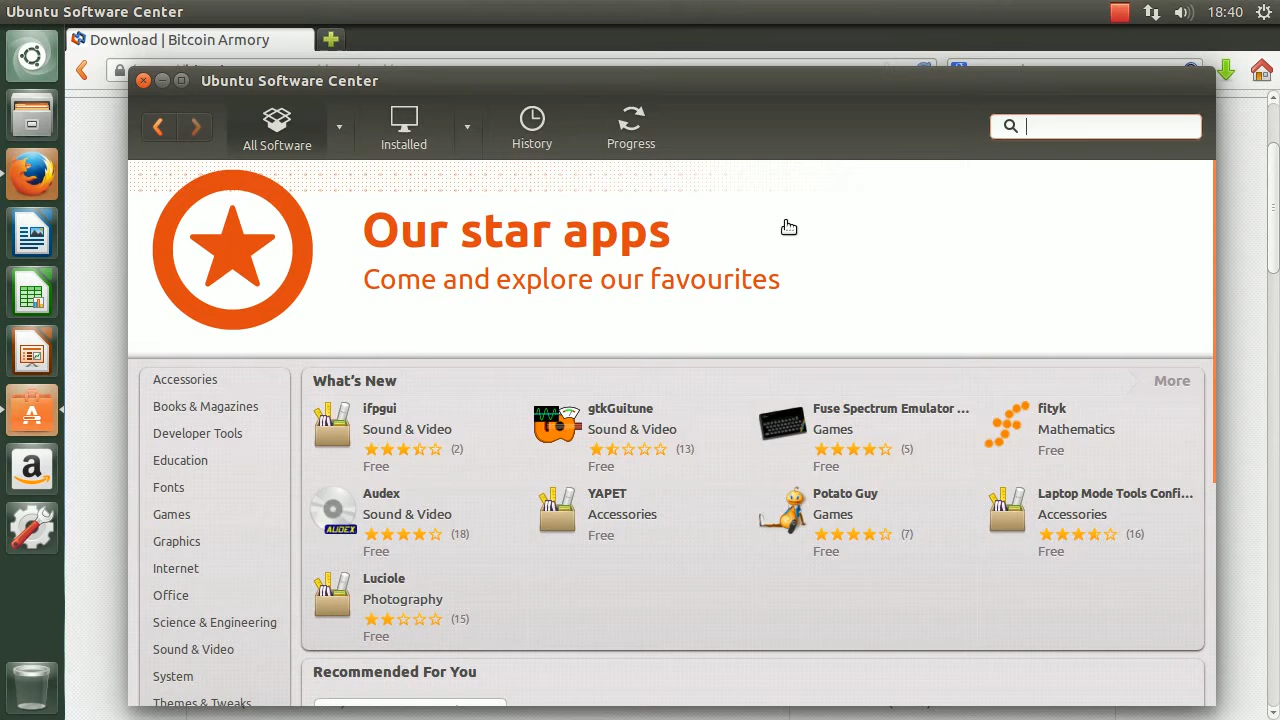 Ubuntu Software Center
18:40
Download | Bitcoin Armory
Ubuntu Software Center
All Software
Installed
History
Progress
Our star apps
Come and explore our favourites
Accessories
Books & Magazines
Developer Tools
Education
Fonts
Games
Graphics
Internet
Office
Science & Engineering
Sound & Video
System
Themes & Tweaks
What's New
More
ifpgui
Sound & Video
(2)
Free
gtkGuitune
Sound & Video
(13)
Free
Fuse Spectrum Emulator ...
Games
(5)
Free
fityk
Mathematics
Free
Audex
Sound & Video
(18)
Free
AUDEX
YAPET
Accessories
Free
Potato Guy
Games
(7)
Free
Laptop Mode Tools Confi...
Accessories
(16)
Free
Luciole
Photography
(15)
Free
Recommended For You